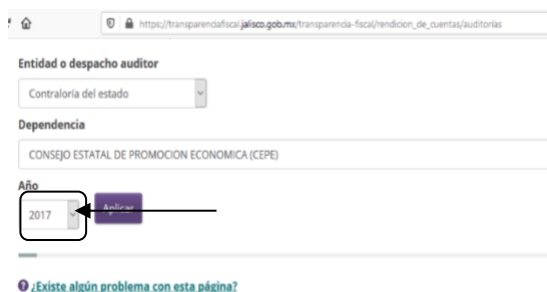 https://transparenciafiscal.jalisco.gob.mx/transparencia-fiscal/rendicion_de_cuentas/auditorias
Entidad o despacho auditor
Contraloría del estado
Dependencia
CONSEJO ESTATAL DE PROMOCION ECONOMICA (CEPE)
Año
2017
Aplicar
¿Existe algún problema con esta página?